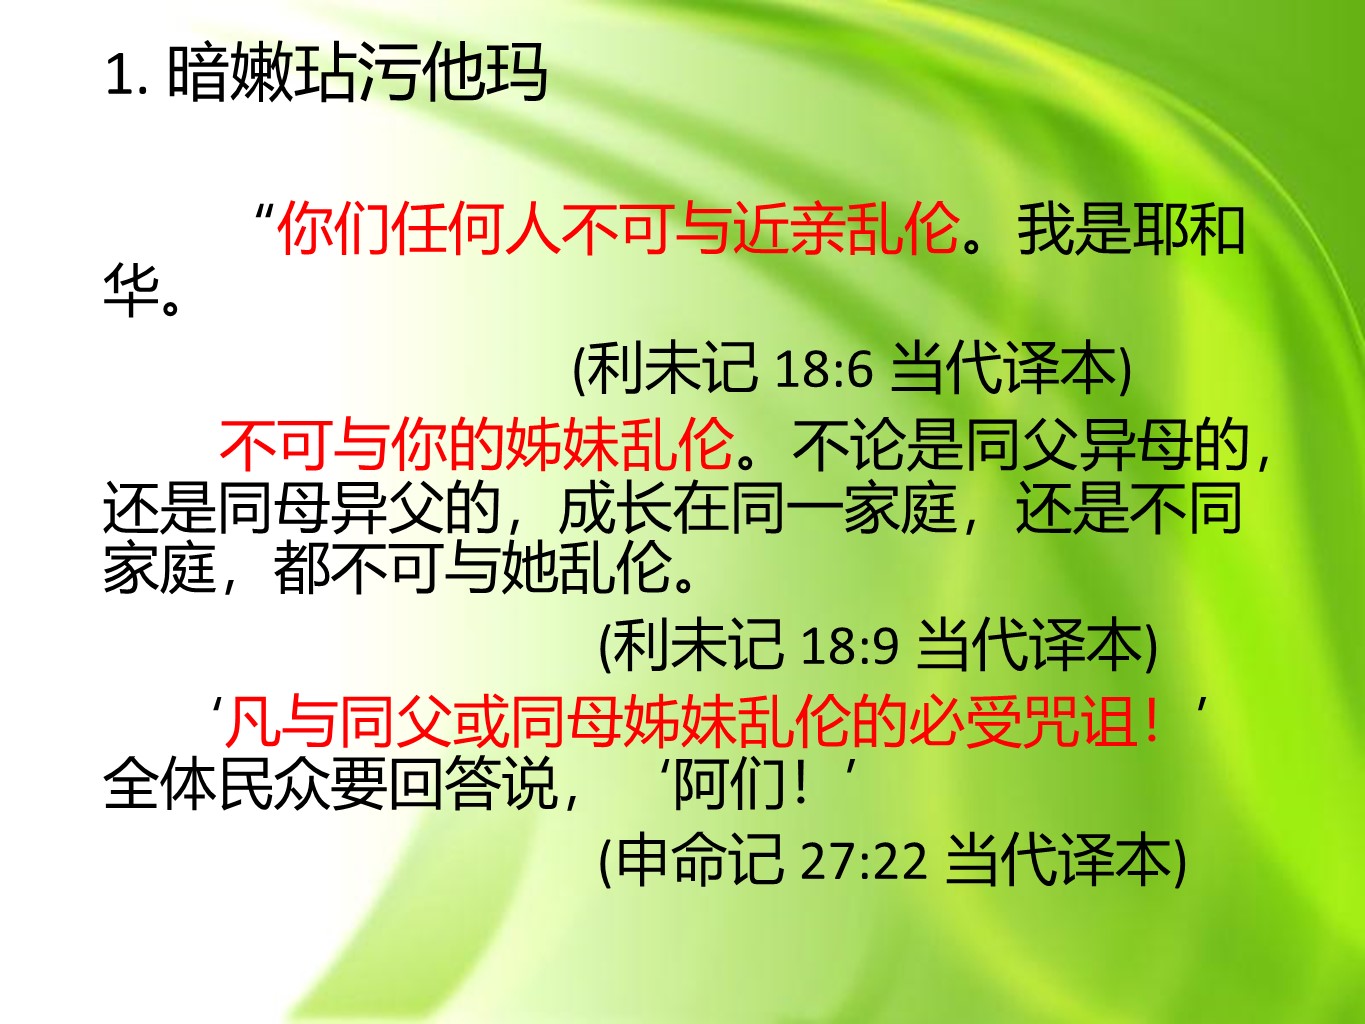 1. 暗嫩玷污他玛
“你们任何人不可与近亲乱伦。我是耶和
华。
(利未记 18:6 当代译本)
不可与你的姊妹乱伦。不论是同父异母的，
还是同母异父的，成长在同一家庭，还是不同
家庭，都不可与她乱伦。
(利未记 18:9 当代译本)
‘凡与同父或同母姊妹乱伦的必受咒诅！’
全体民众要回答说，‘阿们！’
(申命记 27:22 当代译本)